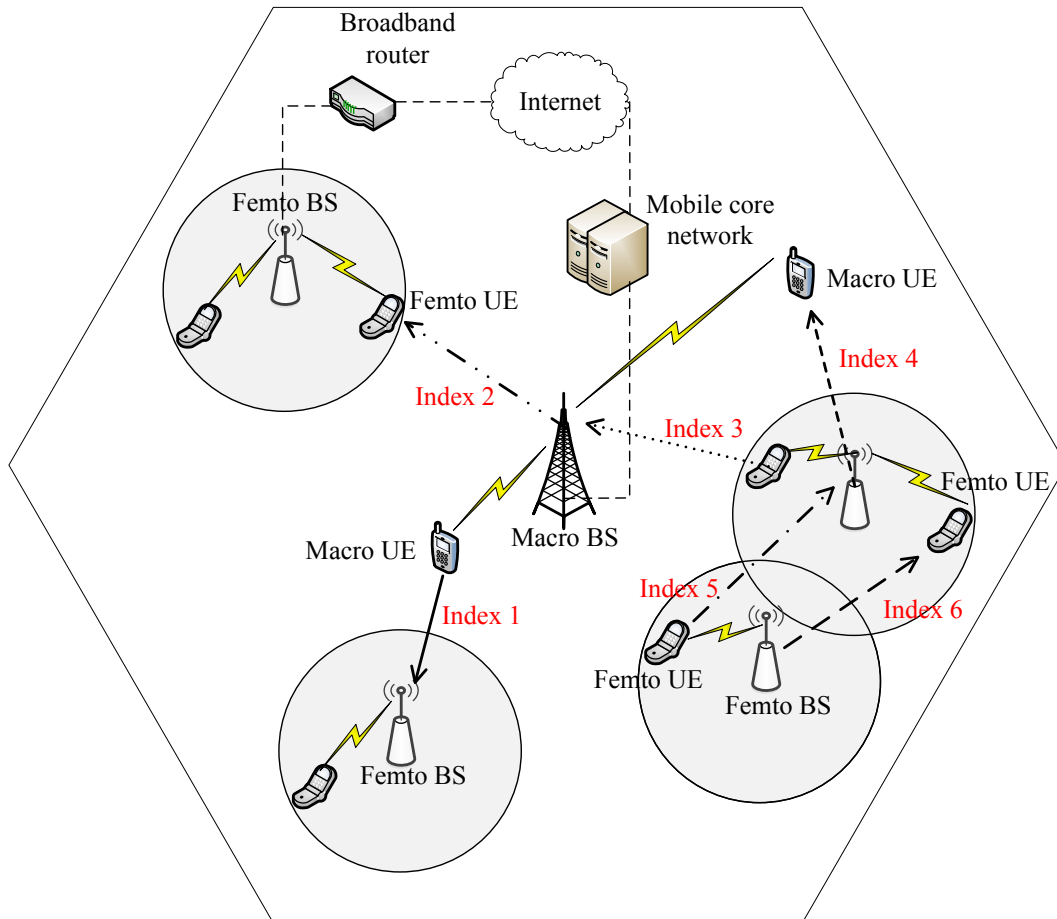 Broadband
router
Internet
Femto BS
Mobile core
network
Macro UE
Femto UE
Index 4
Index 2
Index 3
Femto UE
Macro BS
Macro UE
Index 5
Index 6
Index 1
Femto UE
Femto BS
Femto BS